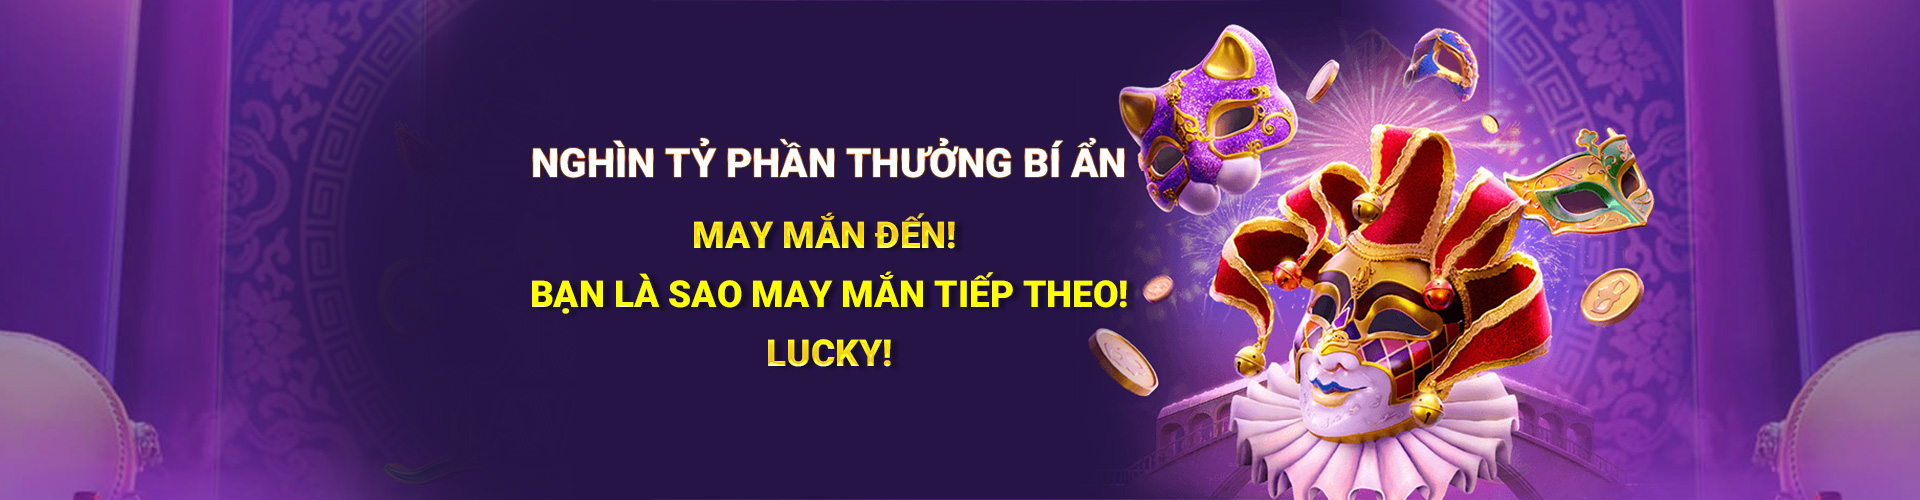 NGHÌN TỶ PHẦN THƯỞNG BÍ ẨN
MAY MẮN ĐẾN!
BẠN LÀ SAO MAY MẮN TIẾP THEO!
LUCKY!